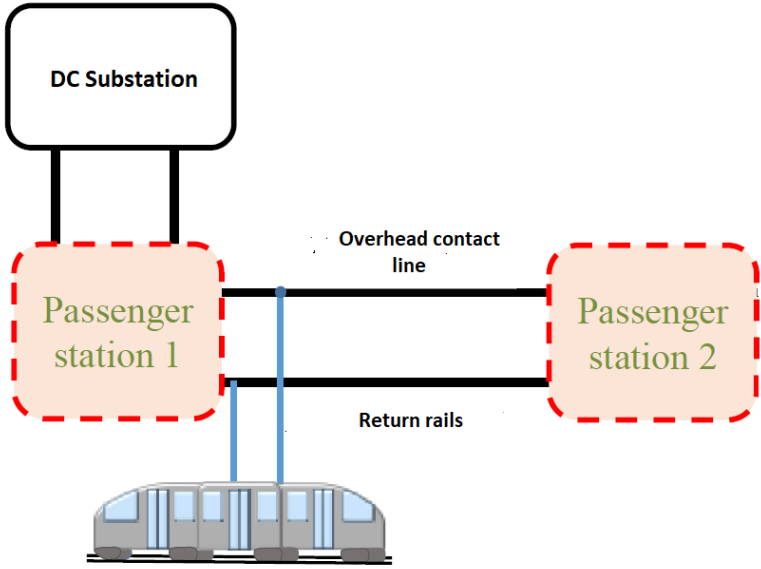 DC Substation
Overhead contact
line
Passenger
station 1
Passenger
station 2
Return rails